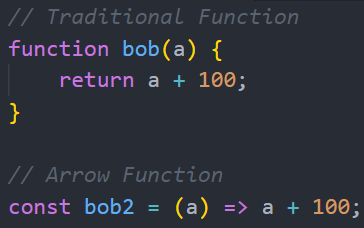 // Traditional Function
function bob(a) {
    return a + 100;
}

// Arrow Function
const bob2 = (a) => a + 100;